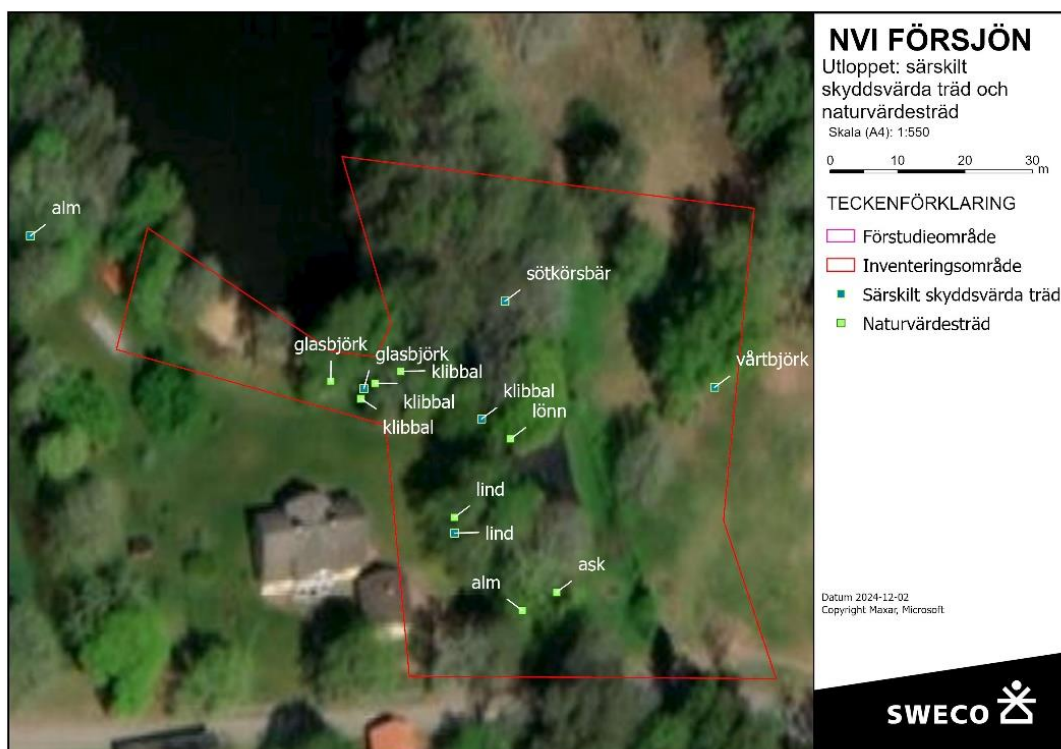 NVI FÖRSJÖN
Utloppet: särskilt
skyddsvärda träd och
naturvärdesträd
Skala (A4): 1:550
0 10 20 30
m
TECKENFÖRKLARING
Förstudieområde
Inventeringsområde
Särskilt skyddsvärda träd
Naturvärdesträd
alm
sötkörsbär
glasbjörk
glasbjörk
klibbal
klibbal
klibbal
klibbal
lönn
vårtbjörk
lind
lind
ask
alm
Datum 2024-12-02
Copyright Maxar, Microsoft
SWECO